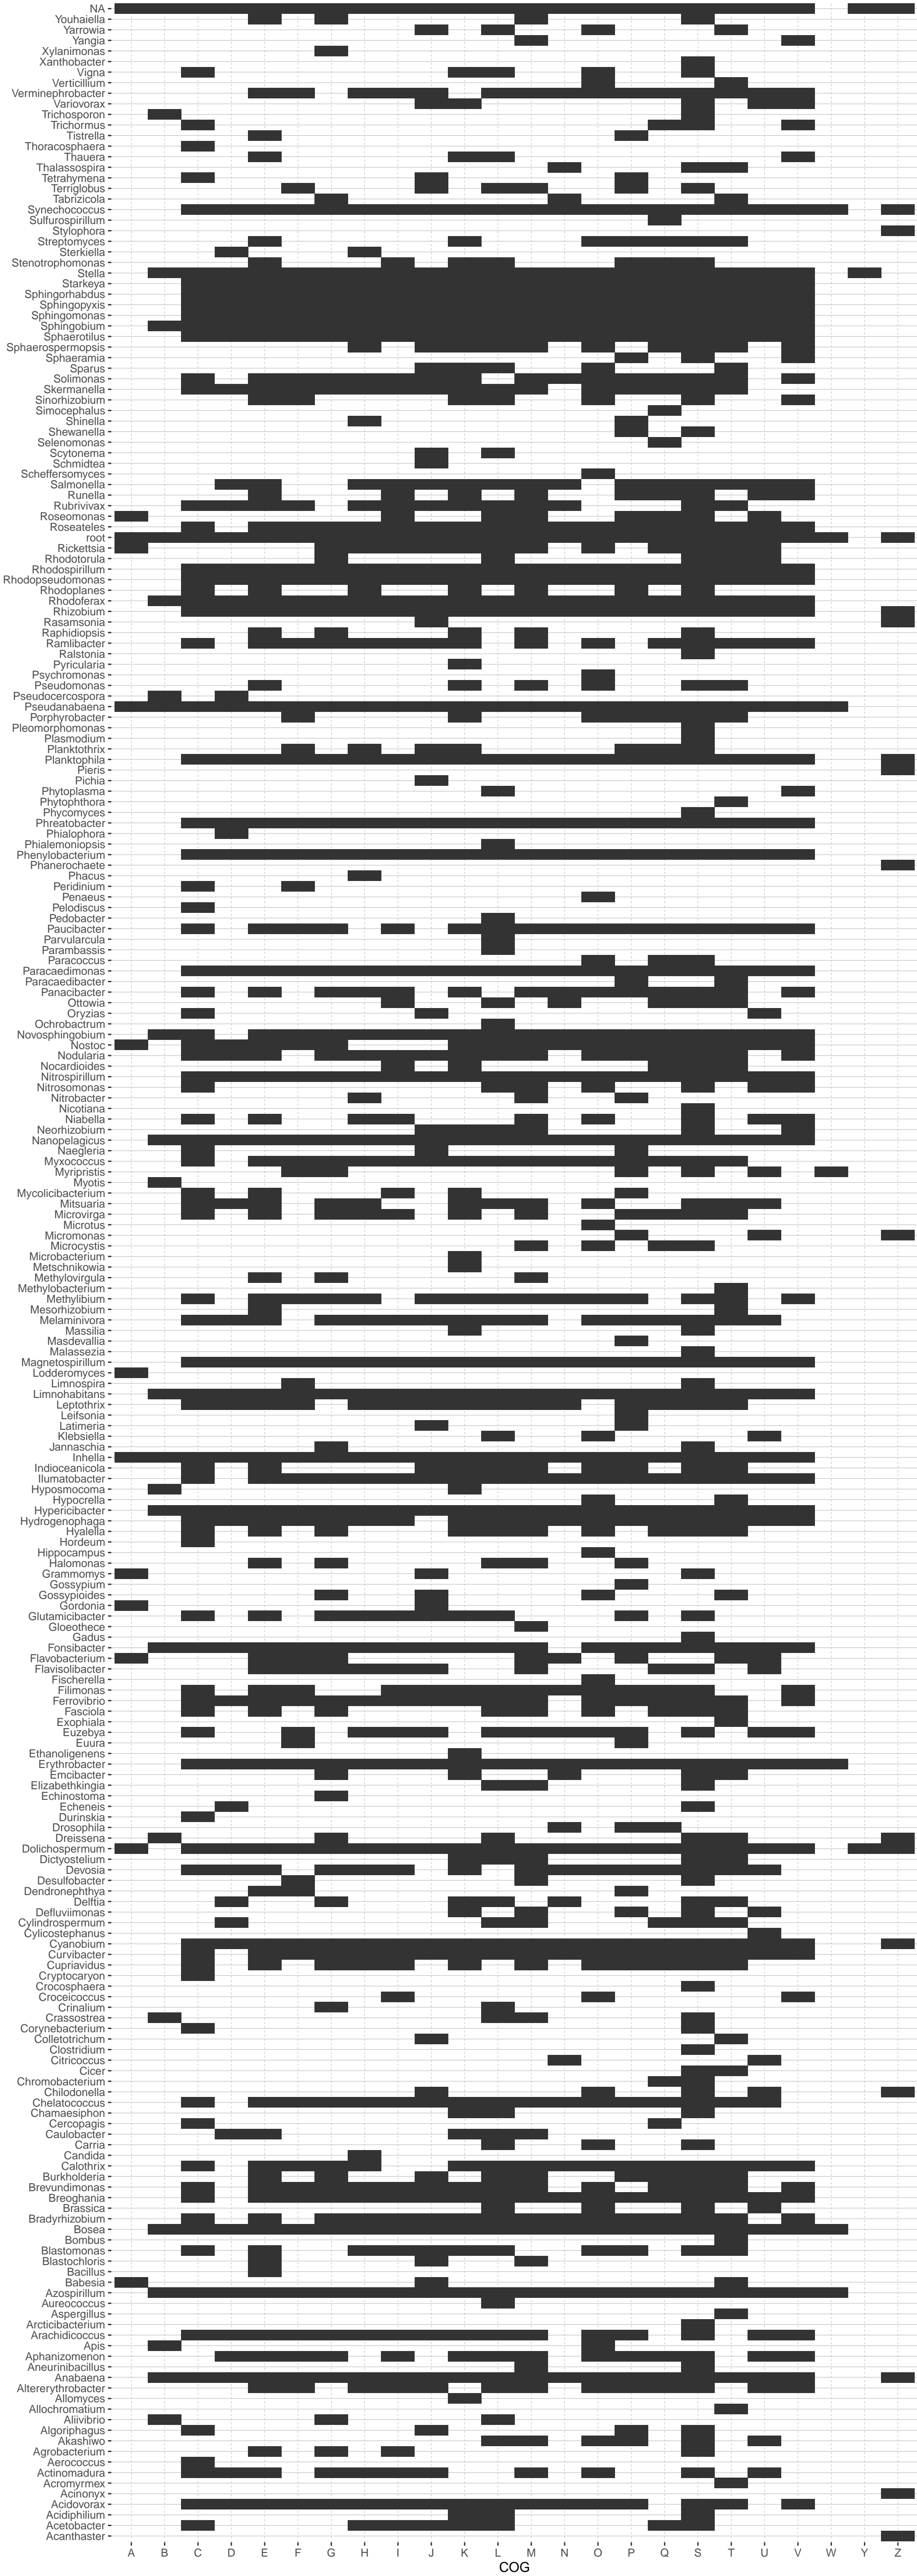 NA
Youhaiella
Yarrowia
Yangia
Xylanimonas
Xanthobacter
Vigna
Verticillium
Verminephrobacter
Variovorax
Trichosporon
Trichormus
Tistrella
Thoracosphaera
Thauera
Thalassospira
Tetrahymena
Terriglobus
Tabrizicola
Synechococcus
Sulfurospirillum
Stylophora
Streptomyces
Sterkiella
Stenotrophomonas
Stella
Starkeya
Sphingorhabdus
Sphingopyxis
Sphingomonas
Sphingobium
Sphaerotilus
Sphaerospermopsis
Sphaeramia
Sparus
Solimonas
Skermanella
Sinorhizobium
Simocephalus
Shinella
Shewanella
Selenomonas
Scytonema
Schmidtea
Scheffersomyces
Salmonella
Runella
Rubrivivax
Roseomonas
Roseateles
root
Rickettsia
Rhodotorula
Rhodospirillum
Rhodopseudomonas
Rhodoplanes
Rhodoferax
Rhizobium
Rasamsonia
Raphidiopsis
Ramlibacter
Ralstonia
Pyricularia
Psychromonas
Pseudomonas
Pseudocercospora
Pseudanabaena
Porphyrobacter
Pleomorphomonas
Plasmodium
Planktothrix
Planktophila
Pieris
Pichia
Phytoplasma
Phytophthora
Phycomyces
Phreatobacter
Phialophora
Phialemoniopsis
Phenylobacterium
Phanerochaete
Phacus
Peridinium
Penaeus
Pelodiscus
Pedobacter
Paucibacter
Parvularcula
Parambassis
Paracoccus
Paracaedimonas
Paracaedibacter
Panacibacter
Ottowia
Oryzias
Ochrobactrum
Novosphingobium
Nostoc
Nodularia
Nocardioides
Nitrospirillum
Nitrosomonas
Nitrobacter
Nicotiana
Niabella
Neorhizobium
Nanopelagicus
Naegleria
Myxococcus
Myripristis
Myotis
Mycolicibacterium
Mitsuaria
Microvirga
Microtus
Micromonas
Microcystis
Microbacterium
Metschnikowia
Methylovirgula
Methylobacterium
Methylibium
Mesorhizobium
Melaminivora
Massilia
Masdevallia
Malassezia
Magnetospirillum
Lodderomyces
Limnospira
Limnohabitans
Leptothrix
Leifsonia
Latimeria
Klebsiella
Jannaschia
Inhella
Indioceanicola
Ilumatobacter
Hyposmocoma
Hypocrella
Hypericibacter
Hydrogenophaga
Hyalella
Hordeum
Hippocampus
Halomonas
Grammomys
Gossypium
Gossypioides
Gordonia
Glutamicibacter
Gloeothece
Gadus
Fonsibacter
Flavobacterium
Flavisolibacter
Fischerella
Filimonas
Ferrovibrio
Fasciola
Exophiala
Euzebya
Euura
Ethanoligenens
Erythrobacter
Emcibacter
Elizabethkingia
Echinostoma
Echeneis
Durinskia
Drosophila
Dreissena
Dolichospermum
Dictyostelium
Devosia
Desulfobacter
Dendronephthya
Delftia
Defluviimonas
Cylindrospermum
Cylicostephanus
Cyanobium
Curvibacter
Cupriavidus
Cryptocaryon
Crocosphaera
Croceicoccus
Crinalium
Crassostrea
Corynebacterium
Colletotrichum
Clostridium
Citricoccus
Cicer
Chromobacterium
Chilodonella
Chelatococcus
Chamaesiphon
Cercopagis
Caulobacter
Carria
Candida
Calothrix
Burkholderia
Brevundimonas
Breoghania
Brassica
Bradyrhizobium
Bosea
Bombus
Blastomonas
Blastochloris
Bacillus
Babesia
Azospirillum
Aureococcus
Aspergillus
Arcticibacterium
Arachidicoccus
Apis
Aphanizomenon
Aneurinibacillus
Anabaena
Altererythrobacter
Allomyces
Allochromatium
Aliivibrio
Algoriphagus
Akashiwo
Agrobacterium
Aerococcus
Actinomadura
Acromyrmex
Acinonyx
Acidovorax
Acidiphilium
Acetobacter
Acanthaster
A B C D E F G H I J K L M N O P Q S T U V W Y Z
COG